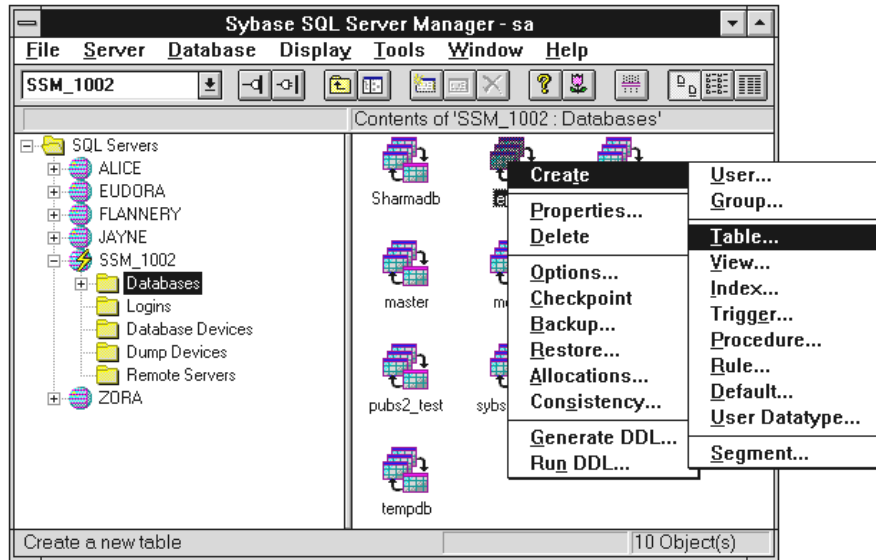 Sybase SQL Server Manager - sa
File Server Database Display Tools Window Help
SSM_1002
Contents of 'SSM_1002 : Databases'
SQL Servers
ALICE
EUDORA
FLANNERY
JAYNE
SSM_1002
Databases
Logins
Database Devices
Dump Devices
Remote Servers
ZORA
Sharmadb
master
pubs2_test
sybs
tempdb
Create
Properties...
Delete
Options...
Checkpoint
Backup...
Restore...
Allocations...
Consistency...
Generate DDL...
Run DDL...
User...
Group...
Table...
View...
Index...
Trigger...
Procedure...
Rule...
Default...
User Datatype...
Segment...
Create a new table
10 Object(s)